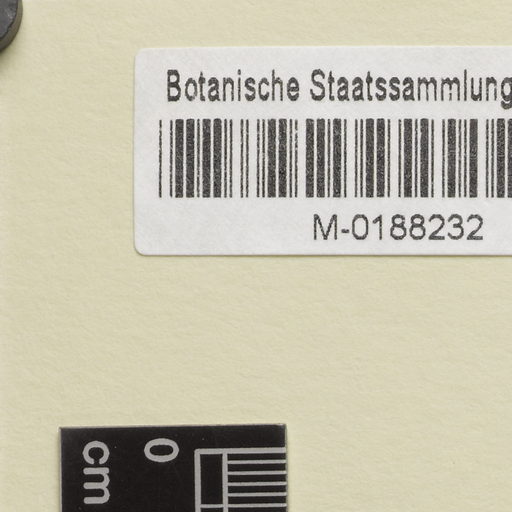 Botanische Staatssammlung
M-0188232
0
cm